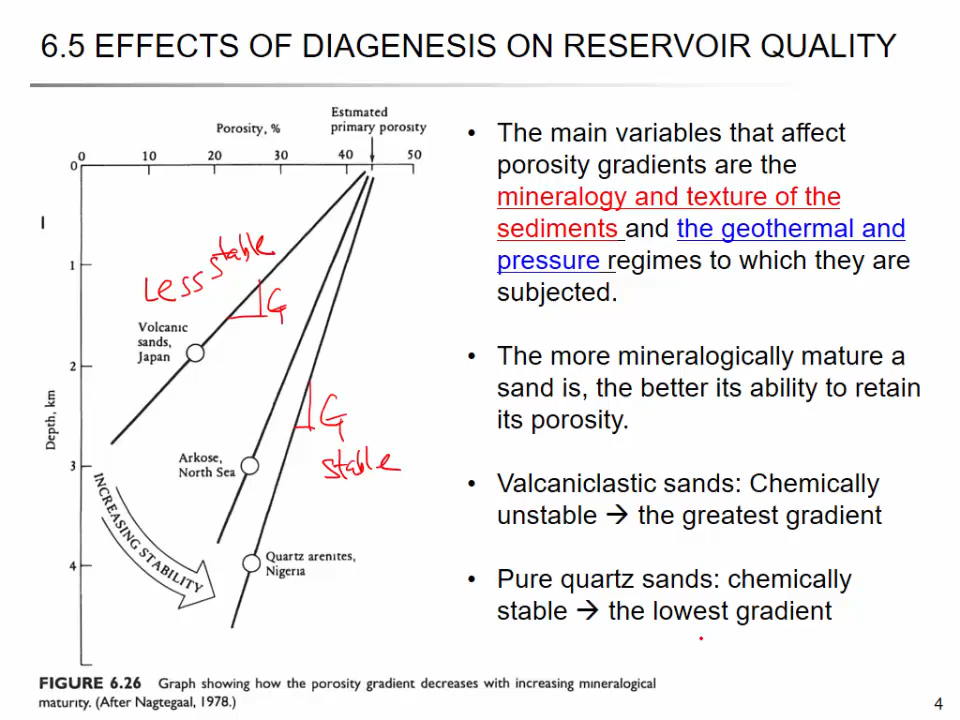 6.5 EFFECTS OF DIAGENESIS ON RESERVOIR QUALITY
Estimated
primary porosity
Porosity, %
0 10 20 30 40 50
0
1
2
3
4
Depth, km
Less stable
G
Volcanic
sands,
Japan
G
stable
Arkose,
North Sea
INCREASING STABILITY
Quartz arenites,
Nigeria
FIGURE 6.26 Graph showing how the porosity gradient decreases with increasing mineralogical
maturity. (After Nagtegaal, 1978.)
• The main variables that affect
porosity gradients are the
mineralogy and texture of the
sediments and the geothermal and
pressure regimes to which they are
subjected.
• The more mineralogically mature a
sand is, the better its ability to retain
its porosity.
• Valcaniclastic sands: Chemically
unstable → the greatest gradient
• Pure quartz sands: chemically
stable → the lowest gradient
4